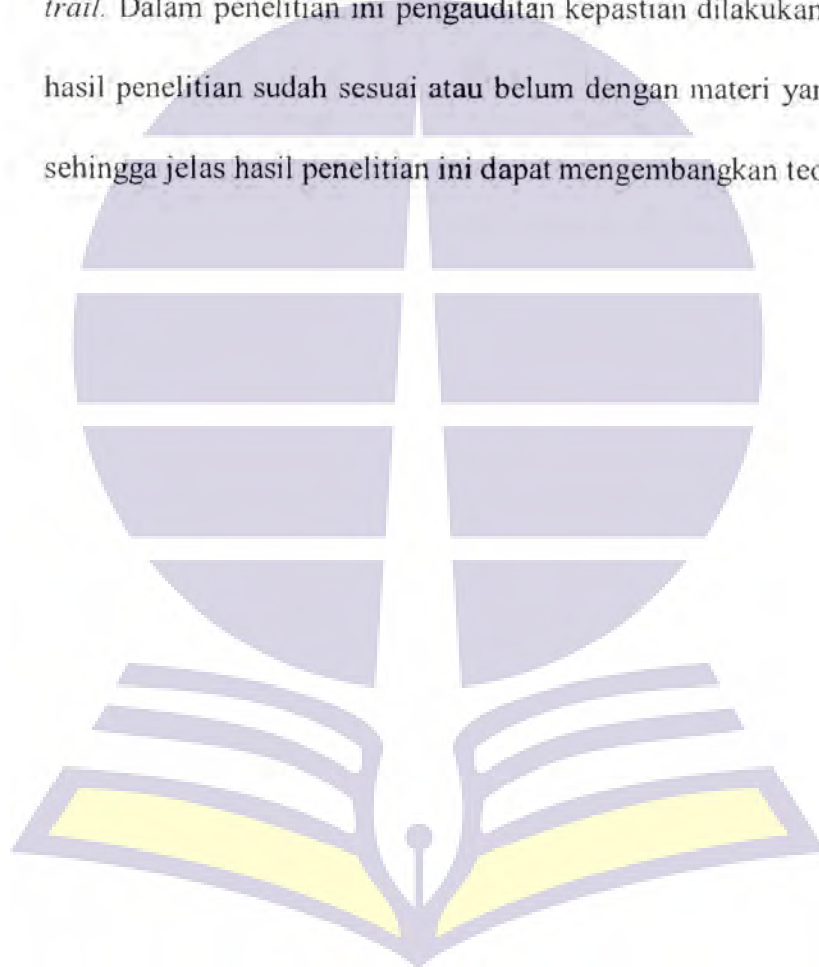 trail. Dalam penelitian ini pengauditan kepastian dilakukan
hasil penelitian sudah sesuai atau belum dengan materi
sehingga jelas hasil penelitian ini dapat mengembangkan